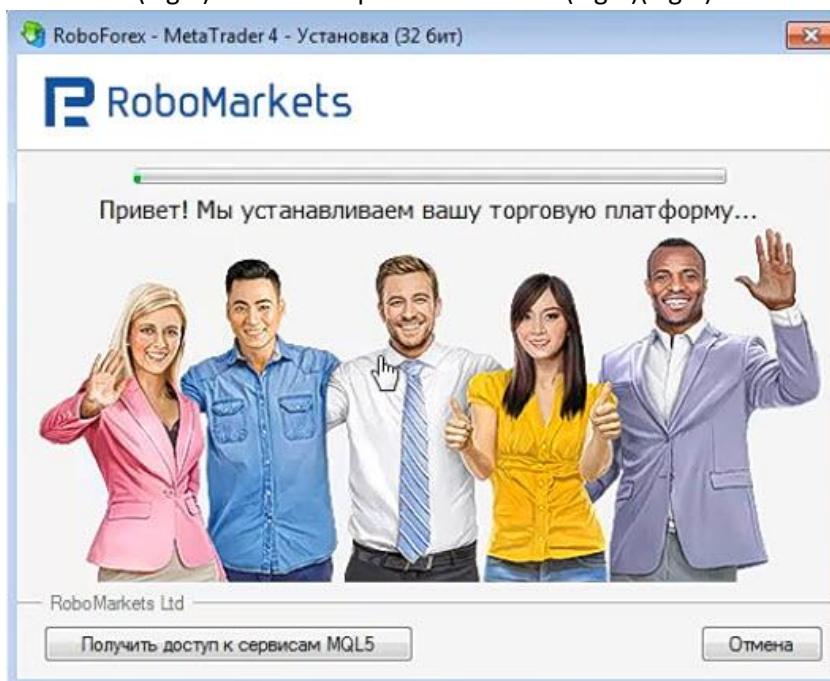 RoboForex - MetaTrader 4 - Установка (32 бит)
RoboMarkets
Привет! Мы устанавливаем вашу торговую платформу...
RoboMarkets Ltd
Получить доступ к сервисам MQL5
Отмена